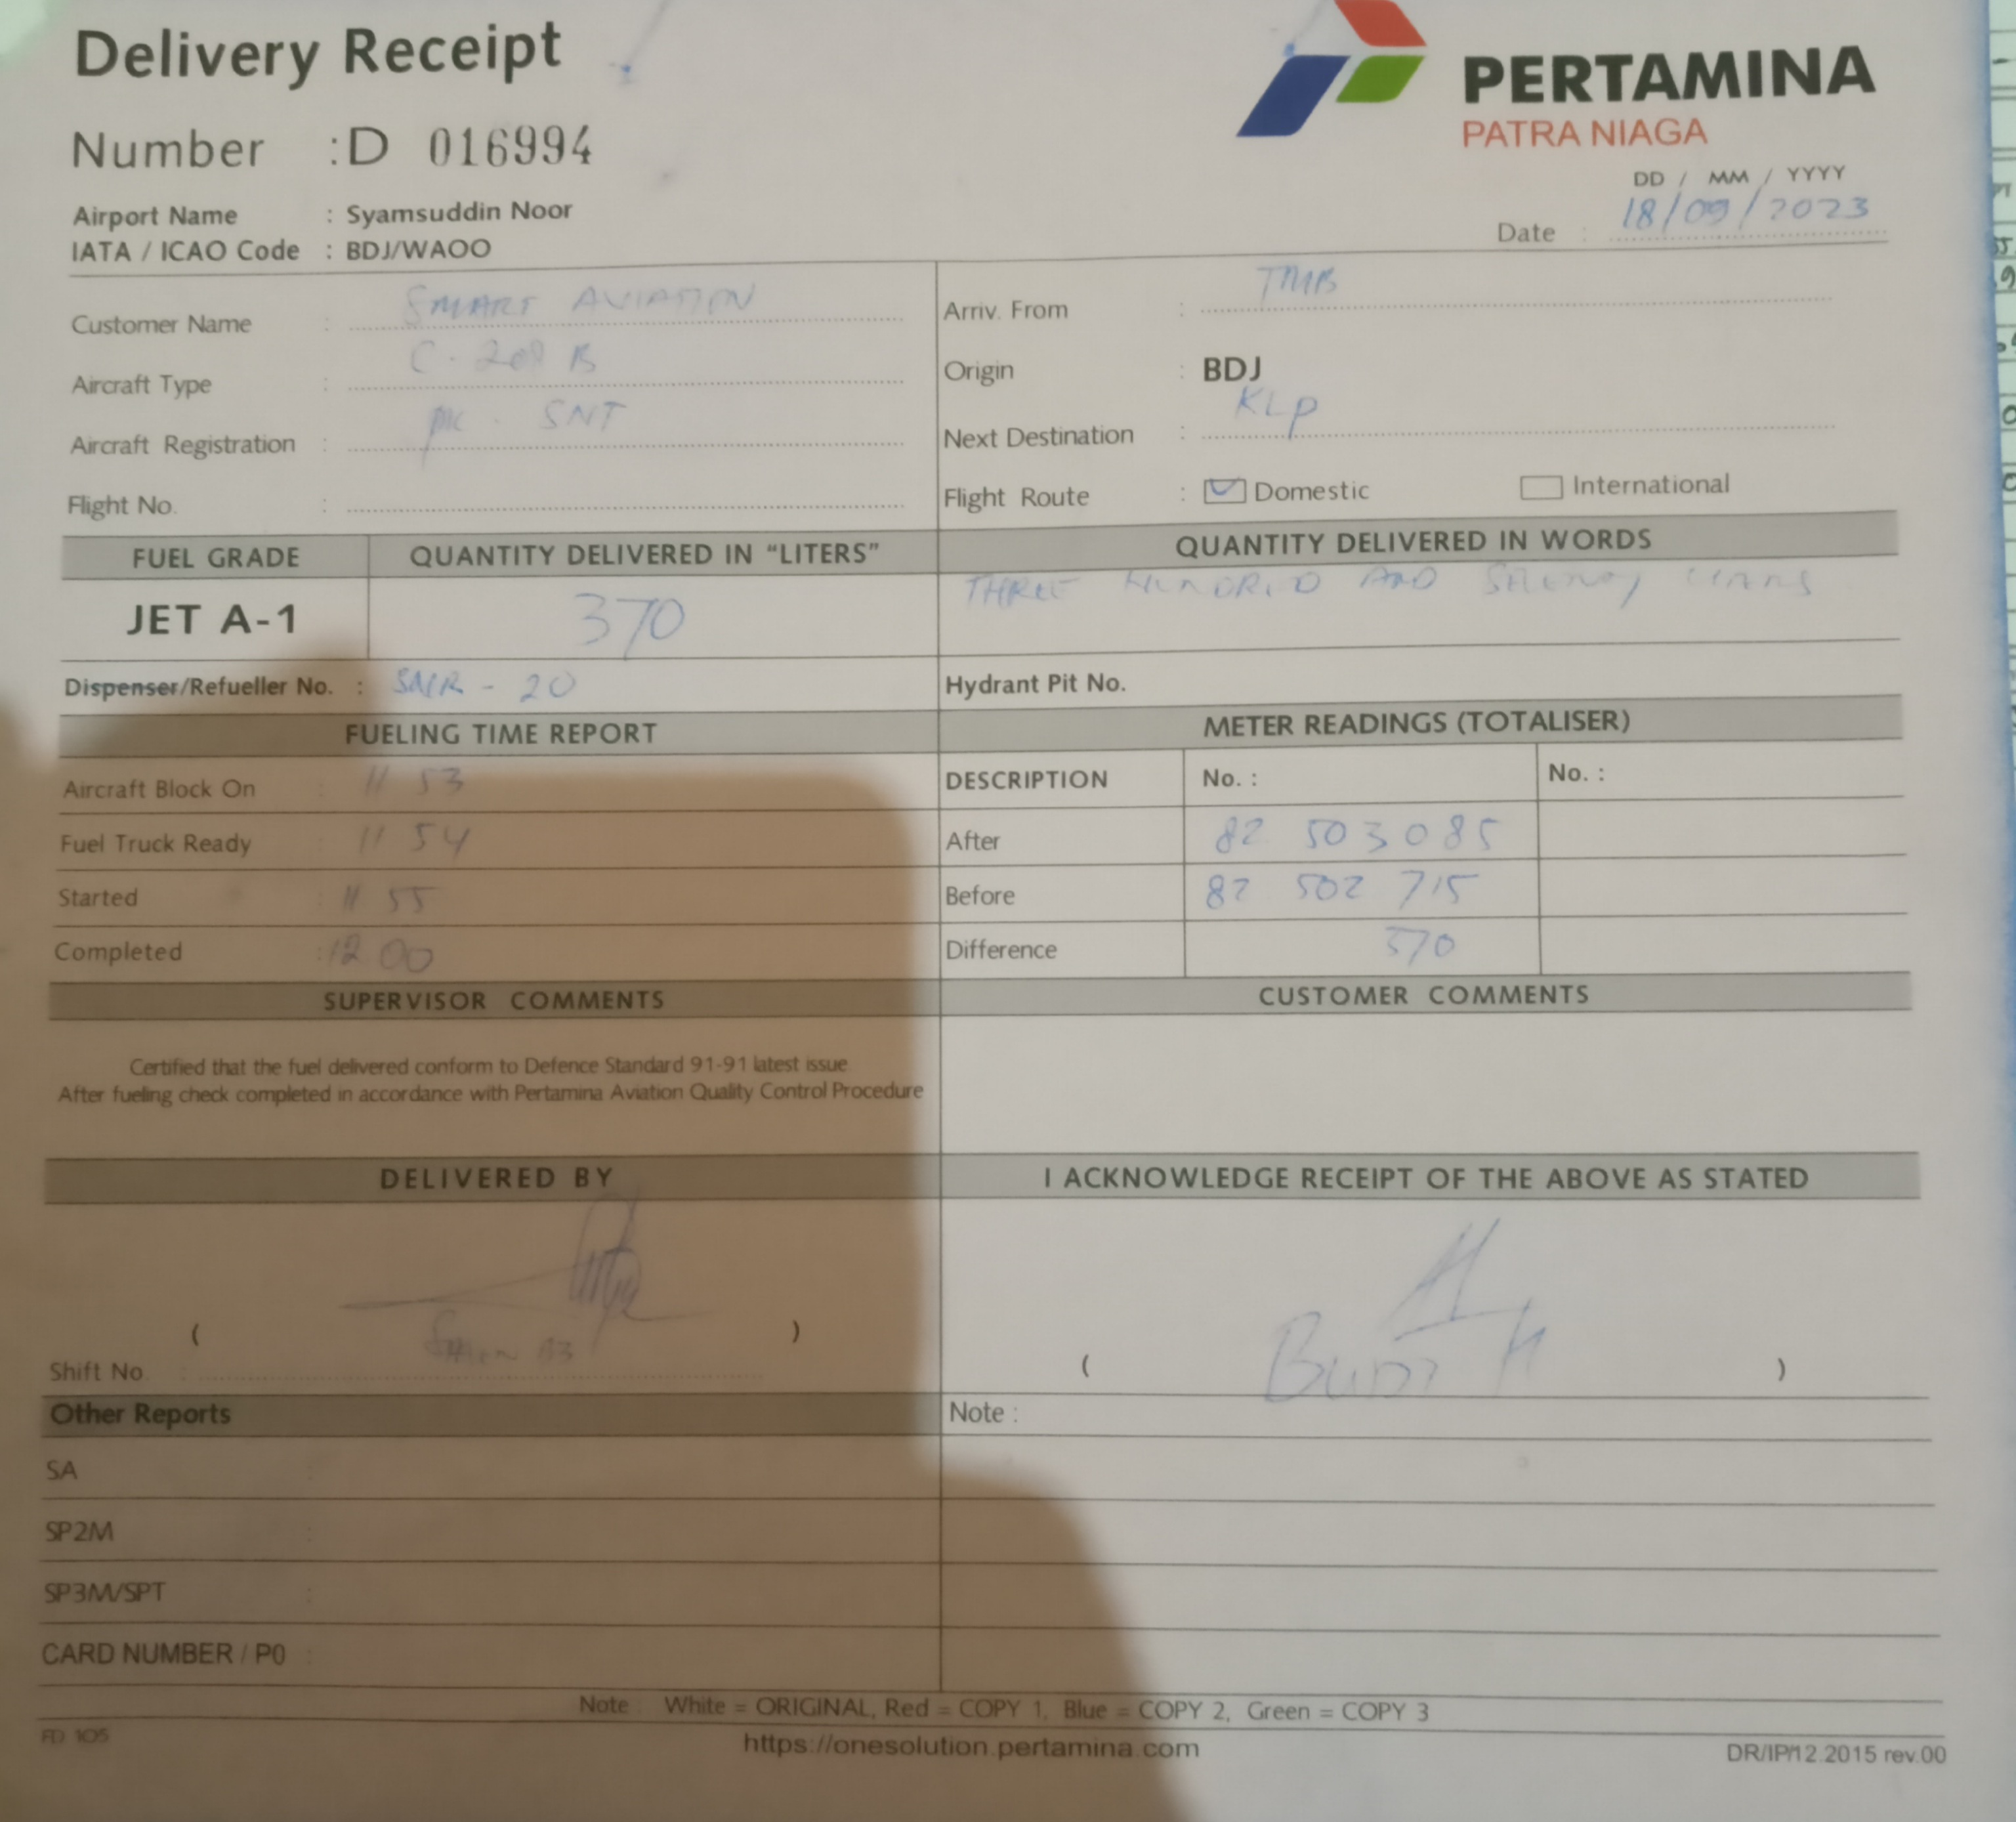 Delivery Receipt
PERTAMINA
PATRA NIAGA
Number : D 016994
DD / MM / YYYY
Airport Name : Syamsuddin Noor
Date : 18/09/2023
IATA / ICAO Code : BDJ/WAOO
Customer Name : SMART AVIATION
Arriv. From : TMB
Aircraft Type : C. 208 B
Origin : BDJ
Aircraft Registration : PK. SNT
Next Destination : KLP
Flight No. :
Flight Route : Domestic International
FUEL GRADE QUANTITY DELIVERED IN “LITERS” QUANTITY DELIVERED IN WORDS
JET A-1 370 THREE HUNDRED AND SEVENTY
Dispenser/Refueller No. : - 20
Hydrant Pit No.
FUELING TIME REPORT METER READINGS (TOTALISER)
Aircraft Block On : 11 53
DESCRIPTION No. : No. :
Fuel Truck Ready : 11 54
After 82 503 085
Started : 11 55
Before 82 502 715
Completed : 12 00
Difference 370
SUPERVISOR COMMENTS CUSTOMER COMMENTS
Certified that the fuel delivered conform to Defence Standard 91-91 latest issue
After fueling check completed in accordance with Pertamina Aviation Quality Control Procedure
DELIVERED BY I ACKNOWLEDGE RECEIPT OF THE ABOVE AS STATED
( )
Shift No. :
( Budi H )
Other Reports Note :
SA :
SP2M :
SP3M/SPT :
CARD NUMBER / P0 :
Note : White = ORIGINAL, Red = COPY 1, Blue = COPY 2, Green = COPY 3
FD 105
https://onesolution.pertamina.com
DR/IP/12.2015 rev.00